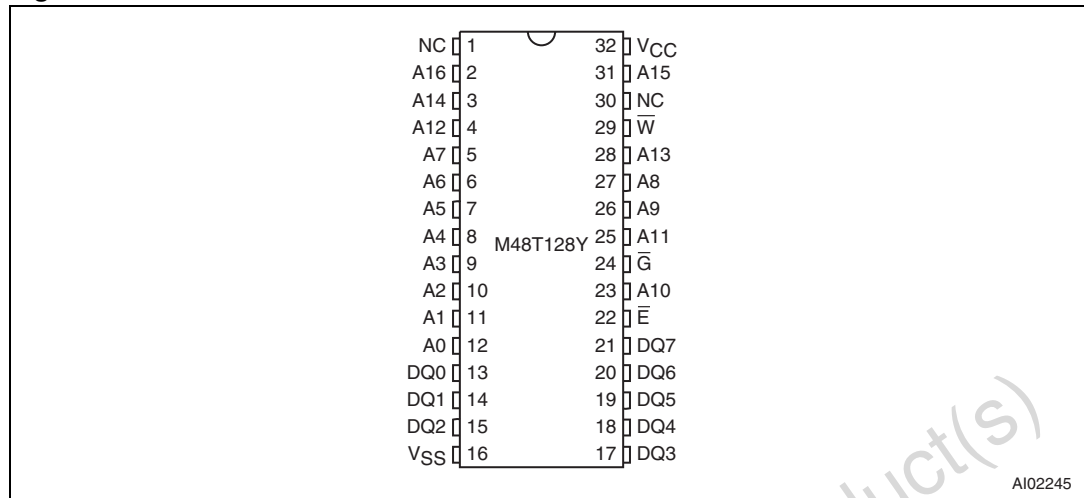 NC 1 32 VCC
A16 2 31 A15
A14 3 30 NC
A12 4 29 W̅
A7 5 28 A13
A6 6 27 A8
A5 7 26 A9
A4 8 M48T128Y 25 A11
A3 9 24 G̅
A2 10 23 A10
A1 11 22 E̅
A0 12 21 DQ7
DQ0 13 20 DQ6
DQ1 14 19 DQ5
DQ2 15 18 DQ4
VSS 16 17 DQ3
AI02245